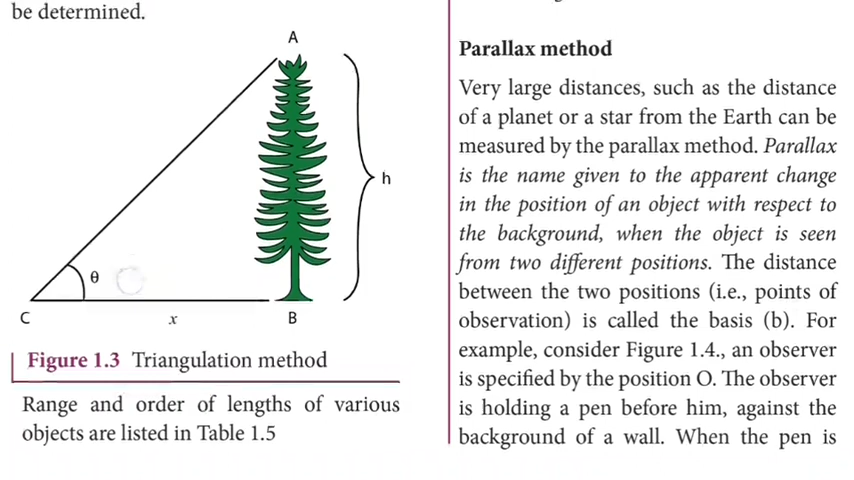 be determined.
A
h
θ
C
x
B
Figure 1.3 Triangulation method
Range and order of lengths of various
objects are listed in Table 1.5
Parallax method
Very large distances, such as the distance
of a planet or a star from the Earth can be
measured by the parallax method. Parallax
is the name given to the apparent change
in the position of an object with respect to
the background, when the object is seen
from two different positions. The distance
between the two positions (i.e., points of
observation) is called the basis (b). For
example, consider Figure 1.4., an observer
is specified by the position O. The observer
is holding a pen before him, against the
background of a wall. When the pen is